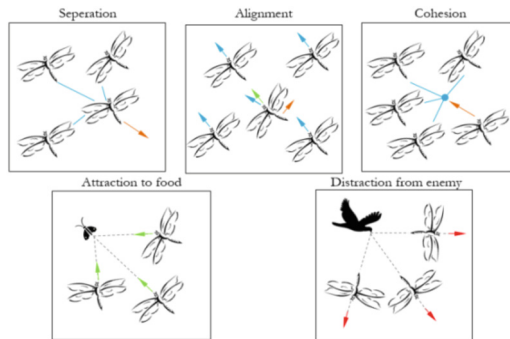 Seperation
Alignment
Cohesion
Attraction to food
Distraction from enemy